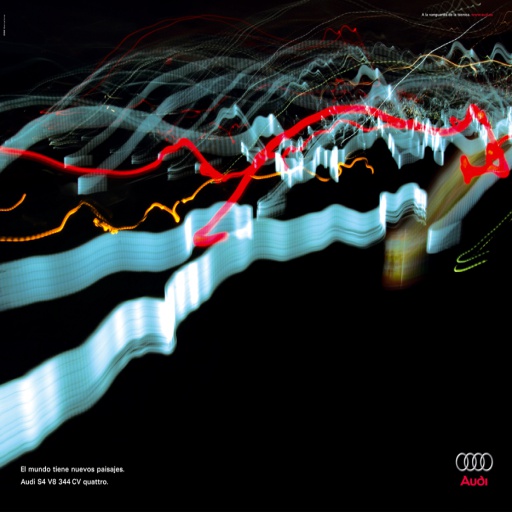 A la vanguardia de la técnica.
El mundo tiene nuevos paisajes.
Audi S4 V8 344 CV quattro.
Audi